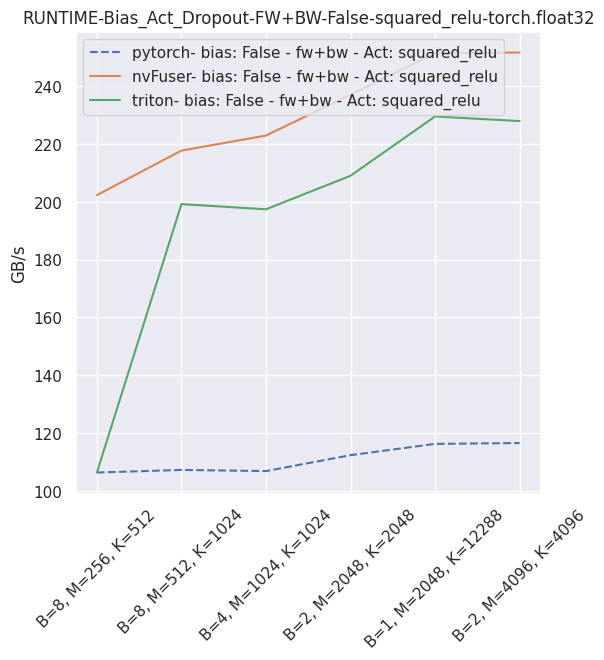 RUNTIME-Bias_Act_Dropout-FW+BW-False-squared_relu-torch.float32
pytorch- bias: False - fw+bw - Act: squared_relu
nvFuser- bias: False - fw+bw - Act: squared_relu
triton- bias: False - fw+bw - Act: squared_relu
GB/s
240
220
200
180
160
140
120
100
B=8, M=256, K=512
B=8, M=512, K=1024
B=4, M=1024, K=1024
B=2, M=2048, K=2048
B=1, M=2048, K=12288
B=2, M=4096, K=4096